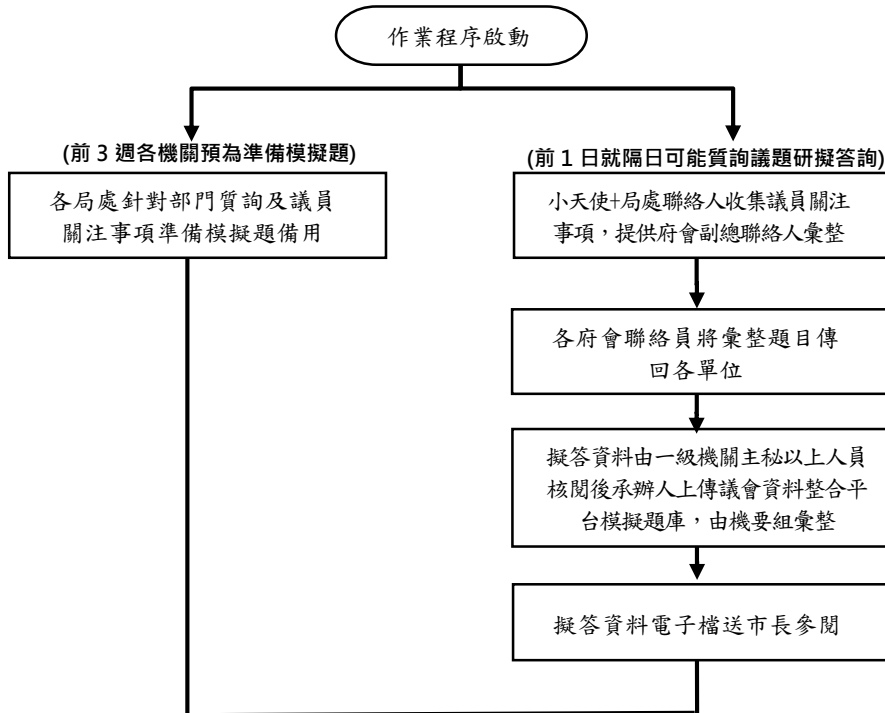 作業程序啟動
(前 3 週各機關預為準備模擬題)
各局處針對部門質詢及議員
關注事項準備模擬題備用
(前 1 日就隔日可能質詢議題研擬答詢)
小天使+局處聯絡人收集議員關注
事項，提供府會副總聯絡人彙整
各府會聯絡員將彙整題目傳
回各單位
擬答資料由一級機關主秘以上人員
核閱後承辦人上傳議會資料整合平
台模擬題庫，由機要組彙整
擬答資料電子檔送市長參閱